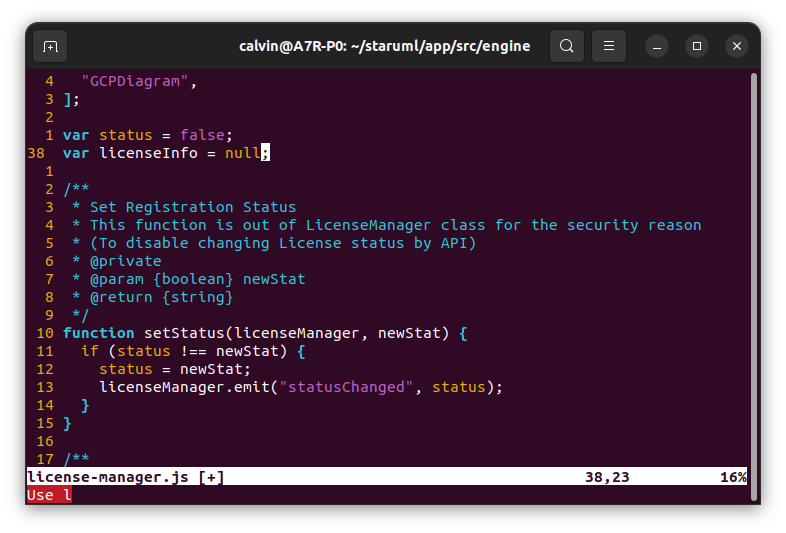 calvin@A7R-P0: ~/staruml/app/src/engine
4   "GCPDiagram",
3 ];
2
1 var status = false;
38  var licenseInfo = null;
1
2 /**
3  * Set Registration Status
4  * This function is out of LicenseManager class for the security reason
5  * (To disable changing License status by API)
6  * @private
7  * @param {boolean} newStat
8  * @return {string}
9  */
10 function setStatus(licenseManager, newStat) {
11   if (status !== newStat) {
12     status = newStat;
13     licenseManager.emit("statusChanged", status);
14   }
15 }
16
17 /**
license-manager.js [+] 38,23 16%
Use l